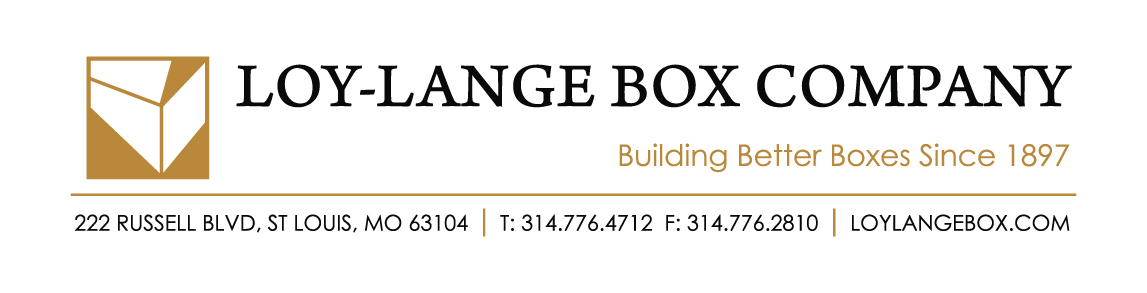 LOY-LANGE BOX COMPANY
Building Better Boxes Since 1897
222 RUSSELL BLVD, ST LOUIS, MO 63104 | T: 314.776.4712 F: 314.776.2810 | LOYLANGEBOX.COM